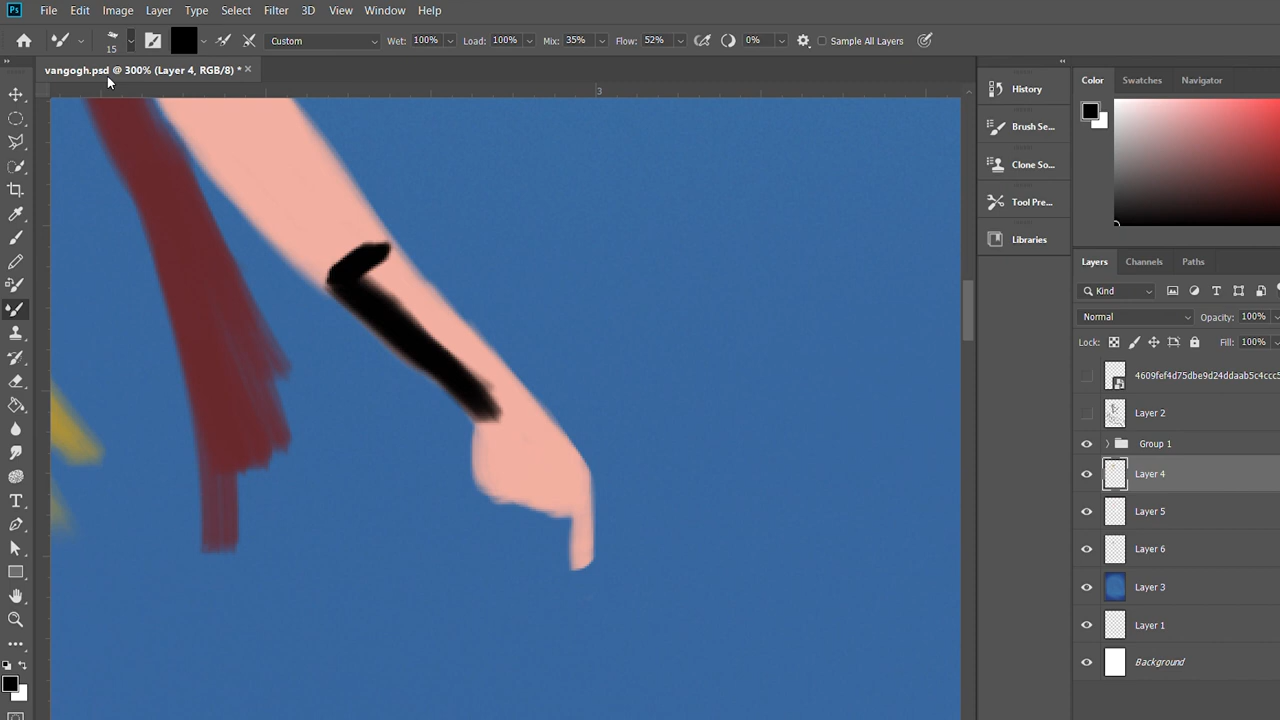 Ps File Edit Image Layer Type Select Filter 3D View Window Help
15 Custom Wet: 100% Load: 100% Mix: 35% Flow: 52% 0% Sample All Layers
vangogh.psd @ 300% (Layer 4, RGB/8) *
3
History
Brush Se...
Clone So...
Tool Pre...
Libraries
Color Swatches Navigator
Layers Channels Paths
Kind
Normal Opacity: 100%
Lock: Fill: 100%
4609fef4d75dbe9d24ddaab5c4ccc5
Layer 2
Group 1
Layer 4
Layer 5
Layer 6
Layer 3
Layer 1
Background